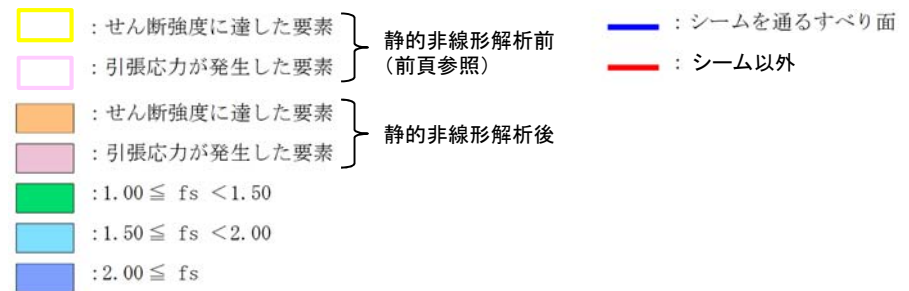 ：せん断強度に達した要素
：引張応力が発生した要素
静的非線形解析前
（前頁参照）
：せん断強度に達した要素
：引張応力が発生した要素
静的非線形解析後
:1.00≦ fs <1.50
:1.50≦ fs <2.00
:2.00≦ fs
：シームを通るすべり面
：シーム以外